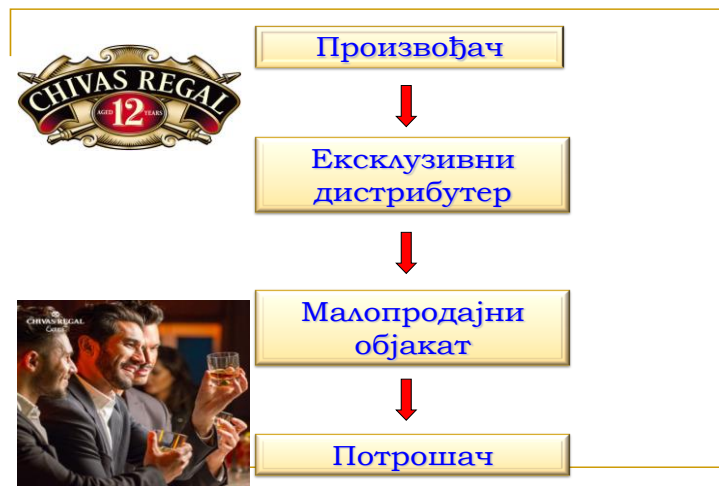 CHIVAS REGAL
AGED 12 YEARS
Произвођач
Ексклузивни
дистрибутер
Малопродајни
објакат
CHIVAS REGAL
Потрошач